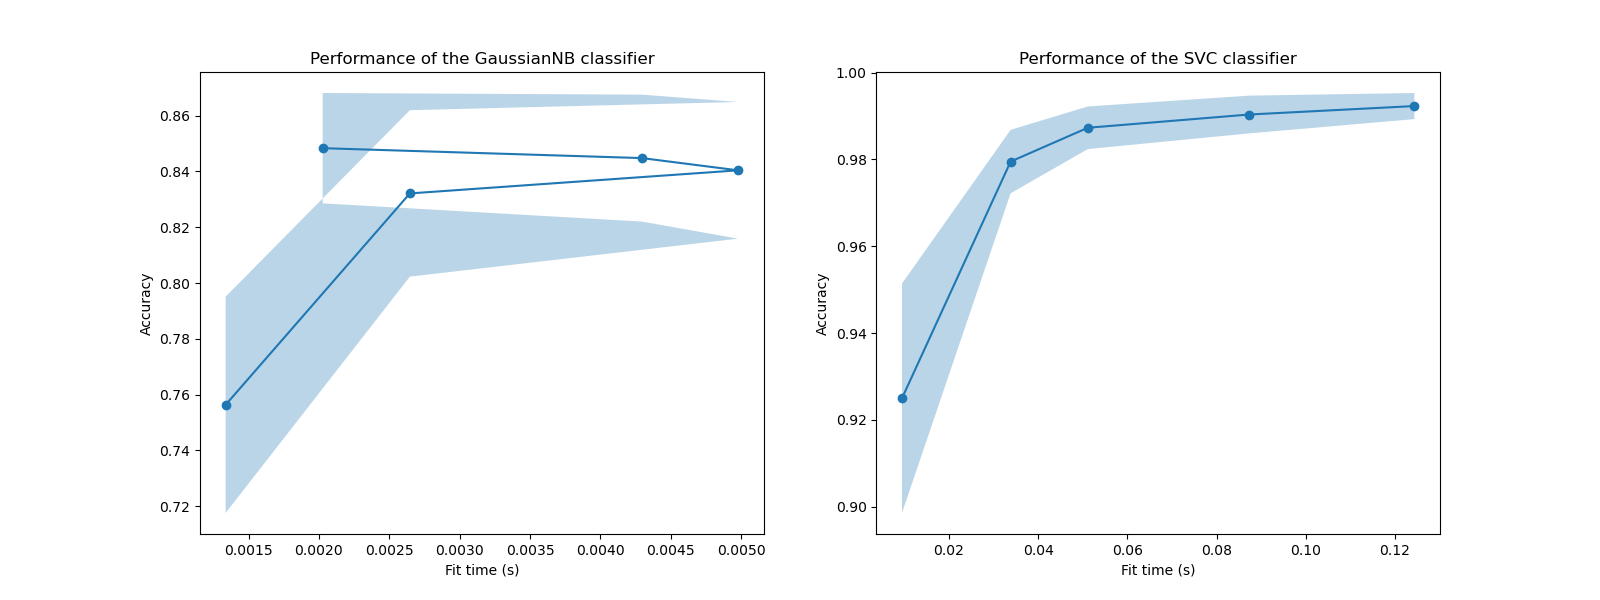 Performance of the GaussianNB classifier
0.86
0.84
0.82
0.80
0.78
0.76
0.74
0.72
Accuracy
0.0015 0.0020 0.0025 0.0030 0.0035 0.0040 0.0045 0.0050
Fit time (s)
Performance of the SVC classifier
1.00
0.98
0.96
0.94
0.92
0.90
Accuracy
0.02 0.04 0.06 0.08 0.10 0.12
Fit time (s)